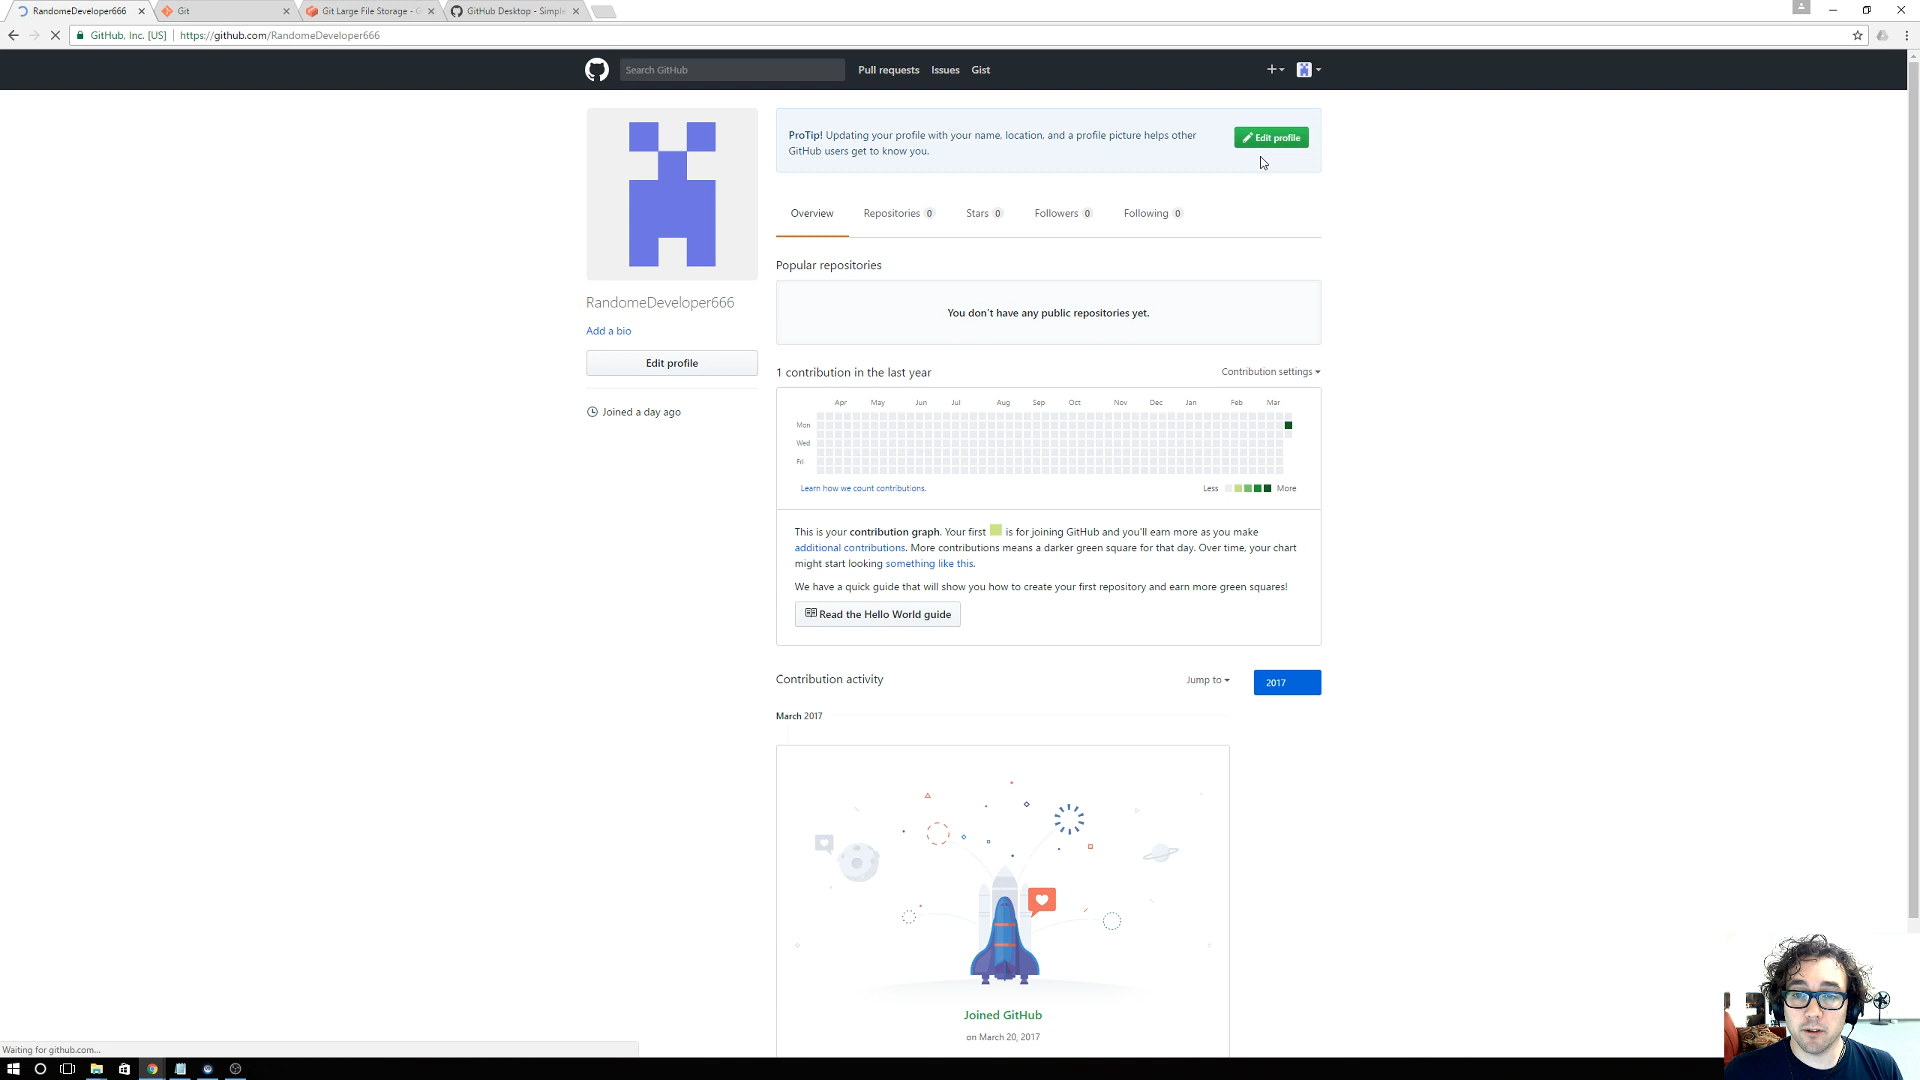 RandomeDeveloper666
Git
Git Large File Storage - G
GitHub Desktop - Simple
GitHub, Inc. [US]
https://github.com/RandomeDeveloper666
Search GitHub
Pull requests
Issues
Gist
ProTip! Updating your profile with your name, location, and a profile picture helps other
GitHub users get to know you.
Edit profile
Overview
Repositories 0
Stars 0
Followers 0
Following 0
Popular repositories
You don't have any public repositories yet.
RandomeDeveloper666
Add a bio
Edit profile
Joined a day ago
1 contribution in the last year
Contribution settings
Apr May Jun Jul Aug Sep Oct Nov Dec Jan Feb Mar
Mon
Wed
Fri
Learn how we count contributions.
Less More
This is your contribution graph. Your first is for joining GitHub and you'll earn more as you make
additional contributions. More contributions means a darker green square for that day. Over time, your chart
might start looking something like this.
We have a quick guide that will show you how to create your first repository and earn more green squares!
Read the Hello World guide
Contribution activity
Jump to
2017
March 2017
Joined GitHub
on March 20, 2017
Waiting for github.com...